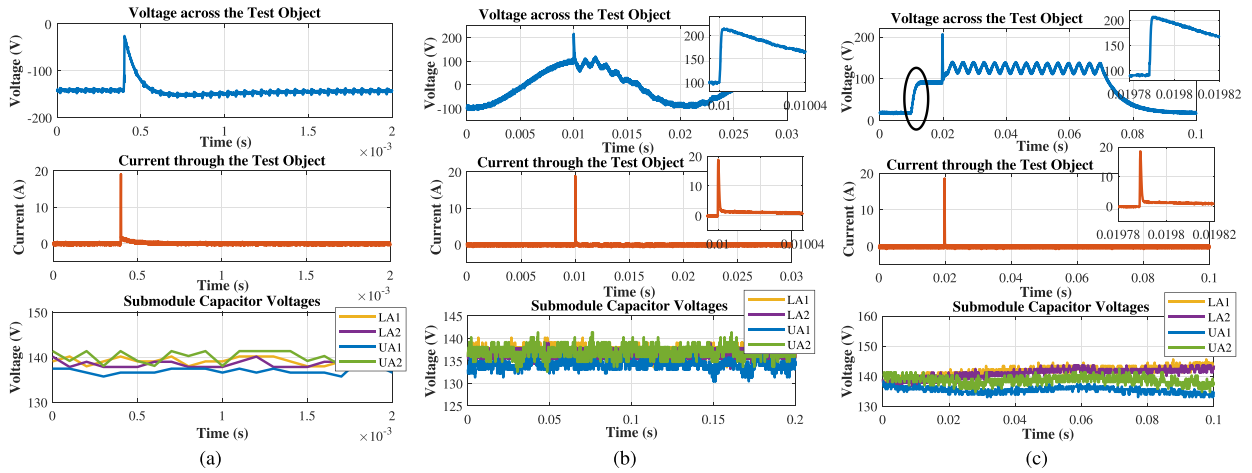 Voltage across the Test Object
Voltage (V)
0
-100
-200
0 0.5 1 1.5 2
Time (s)
×10⁻³
Current through the Test Object
Current (A)
20
10
0
0 0.5 1 1.5 2
Time (s)
×10⁻³
Submodule Capacitor Voltages
Voltage (V)
150
140
130
LA1
LA2
UA1
UA2
0 0.5 1 1.5 2
Time (s)
×10⁻³
(a)
Voltage across the Test Object
Voltage (V)
200
100
0
-100
200
150
100
0.01 0.01004
0 0.005 0.01 0.015 0.02 0.025 0.03
Time (s)
Current through the Test Object
Current (A)
20
10
0
20
10
0
0.01 0.01004
0 0.005 0.01 0.015 0.02 0.025 0.03
Time (s)
Submodule Capacitor Voltages
Voltage (V)
145
140
135
130
125
LA1
LA2
UA1
UA2
0 0.05 0.1 0.15 0.2
Time (s)
(b)
Voltage across the Test Object
Voltage (V)
200
100
0
200
150
100
0.01978 0.0198 0.01982
0 0.02 0.04 0.06 0.08 0.1
Time (s)
Current through the Test Object
Current (A)
20
10
0
20
10
0
0.01978 0.0198 0.01982
0 0.02 0.04 0.06 0.08 0.1
Time (s)
Submodule Capacitor Voltages
Voltage (V)
160
150
140
130
LA1
LA2
UA1
UA2
0 0.02 0.04 0.06 0.08 0.1
Time (s)
(c)